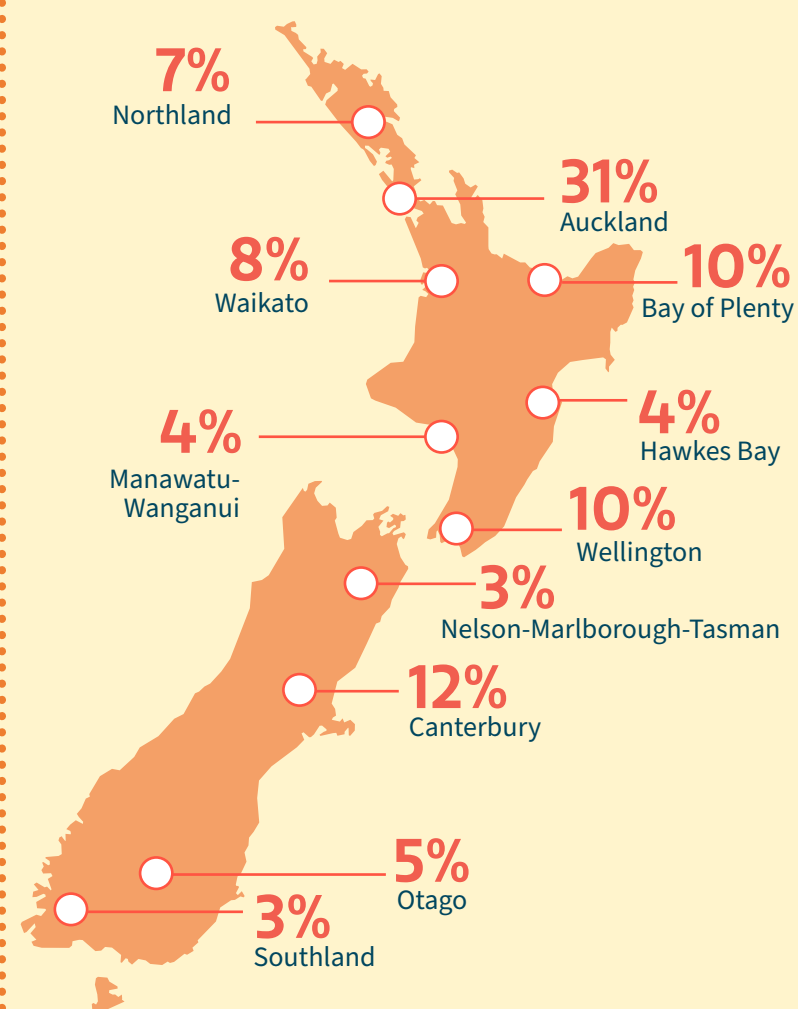 7%
Northland
31%
Auckland
8%
Waikato
10%
Bay of Plenty
4%
Hawkes Bay
4%
Manawatu-
Wanganui
10%
Wellington
3%
Nelson-Marlborough-Tasman
12%
Canterbury
5%
Otago
3%
Southland